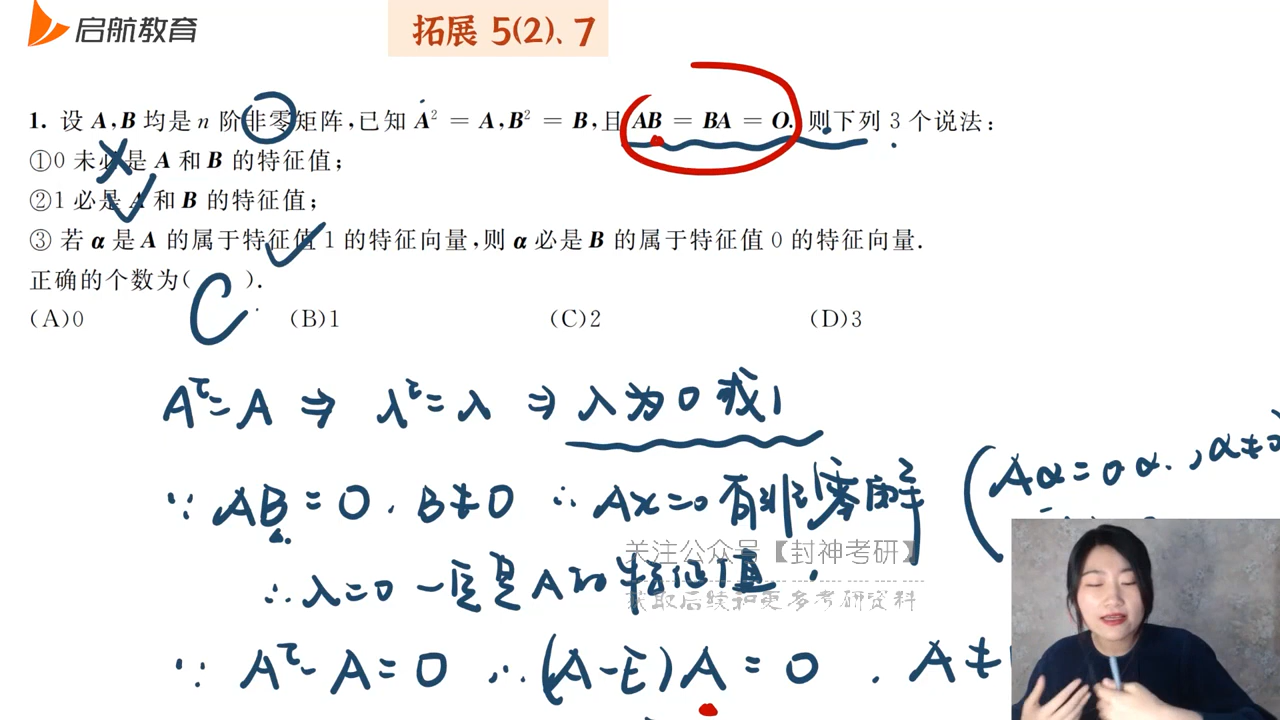 启航教育
拓展 5(2)、7
1. 设 A,B 均是 n 阶非零矩阵,已知 A² = A,B² = B,且 AB = BA = O. 则下列 3 个说法:
①0 未必是 A 和 B 的特征值;
②1 必是 A 和 B 的特征值;
③ 若 α 是 A 的属于特征值 1 的特征向量,则 α 必是 B 的属于特征值 0 的特征向量.
正确的个数为( C ).
(A)0 (B)1 (C)2 (D)3
A²=A ⇒ λ²=λ ⇒ λ为0或1
∵ AB=0, B≠0 ∴ Ax=0有非零解 (Aα=0α, α≠0
关注公众号【封神考研】
∴ λ=0一定是A的特征值.
获取后续和更多考研资料
∵ A²-A=0 ∴ (A-E)A=0, A≠